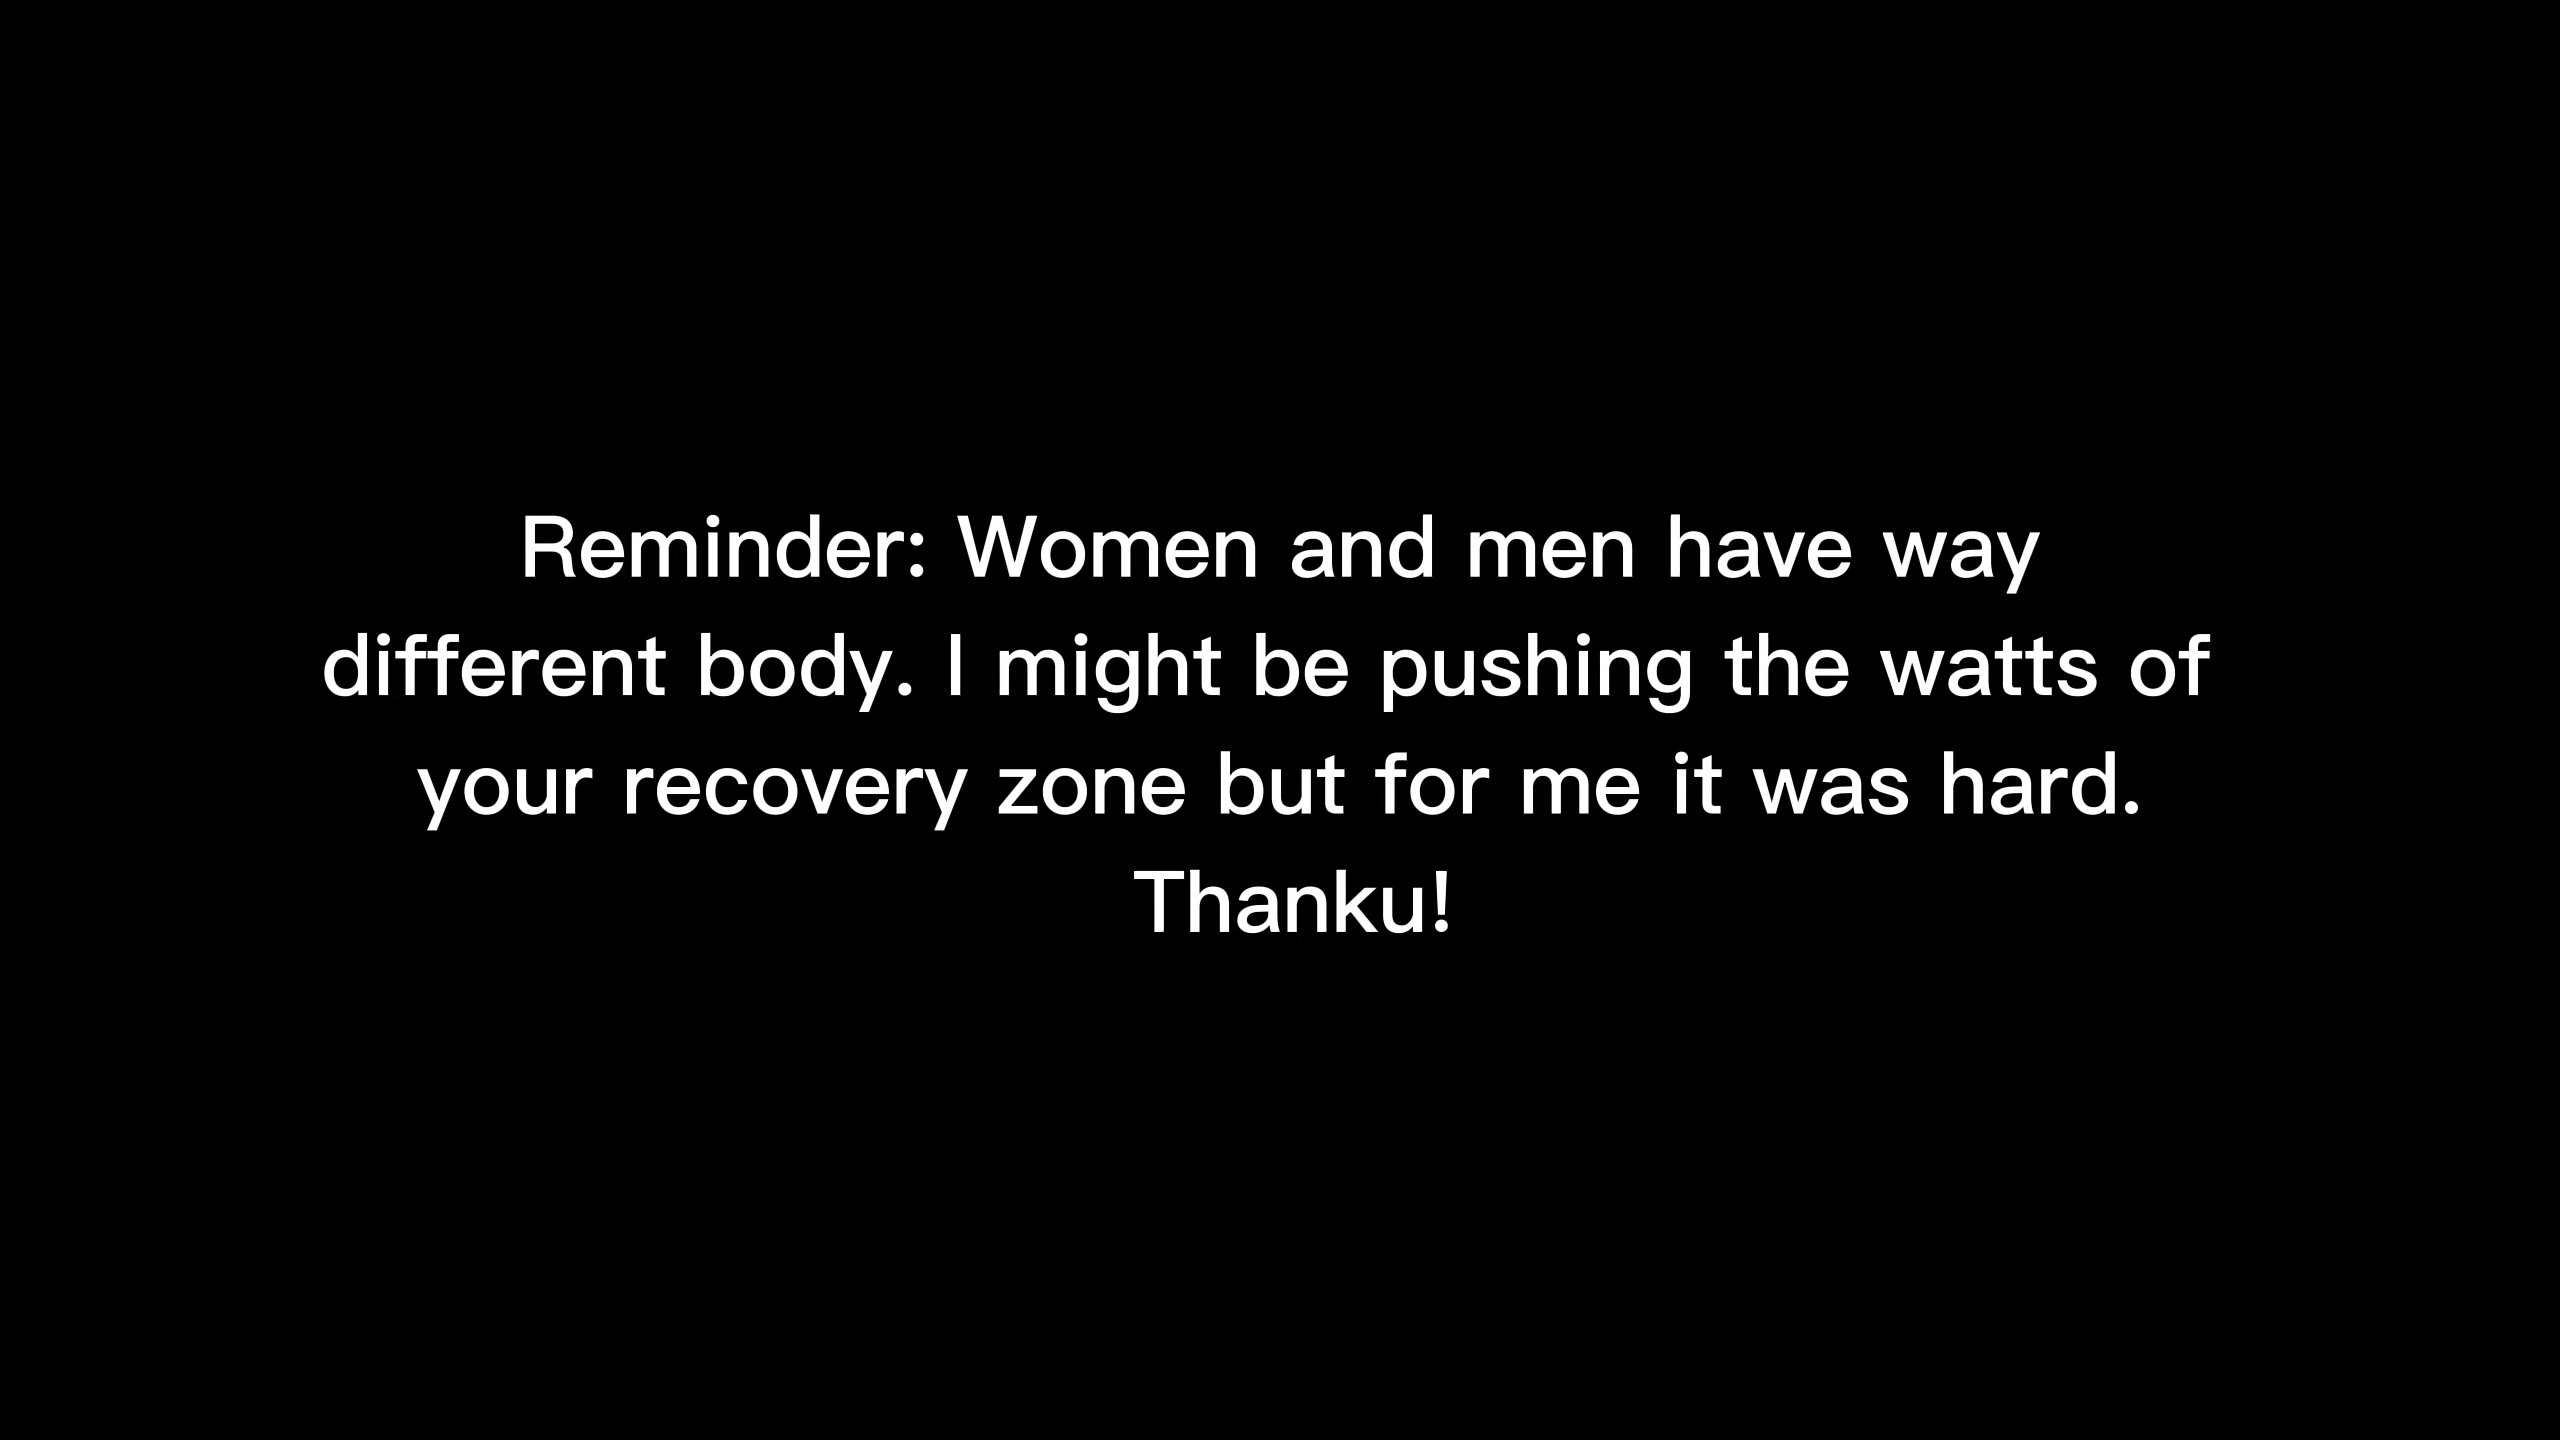 Reminder: Women and men have way
different body. I might be pushing the watts of
your recovery zone but for me it was hard.
Thanku!